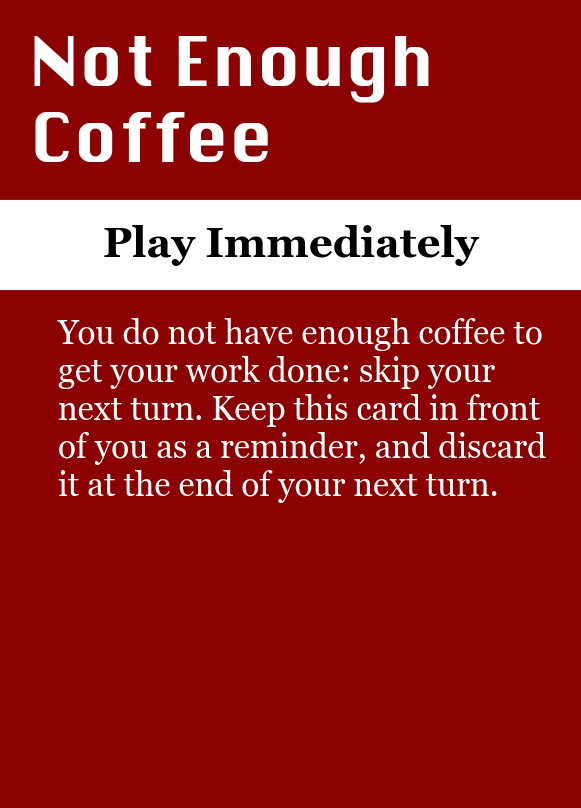 Not Enough
Coffee
Play Immediately
You do not have enough coffee to
get your work done: skip your
next turn. Keep this card in front
of you as a reminder, and discard
it at the end of your next turn.